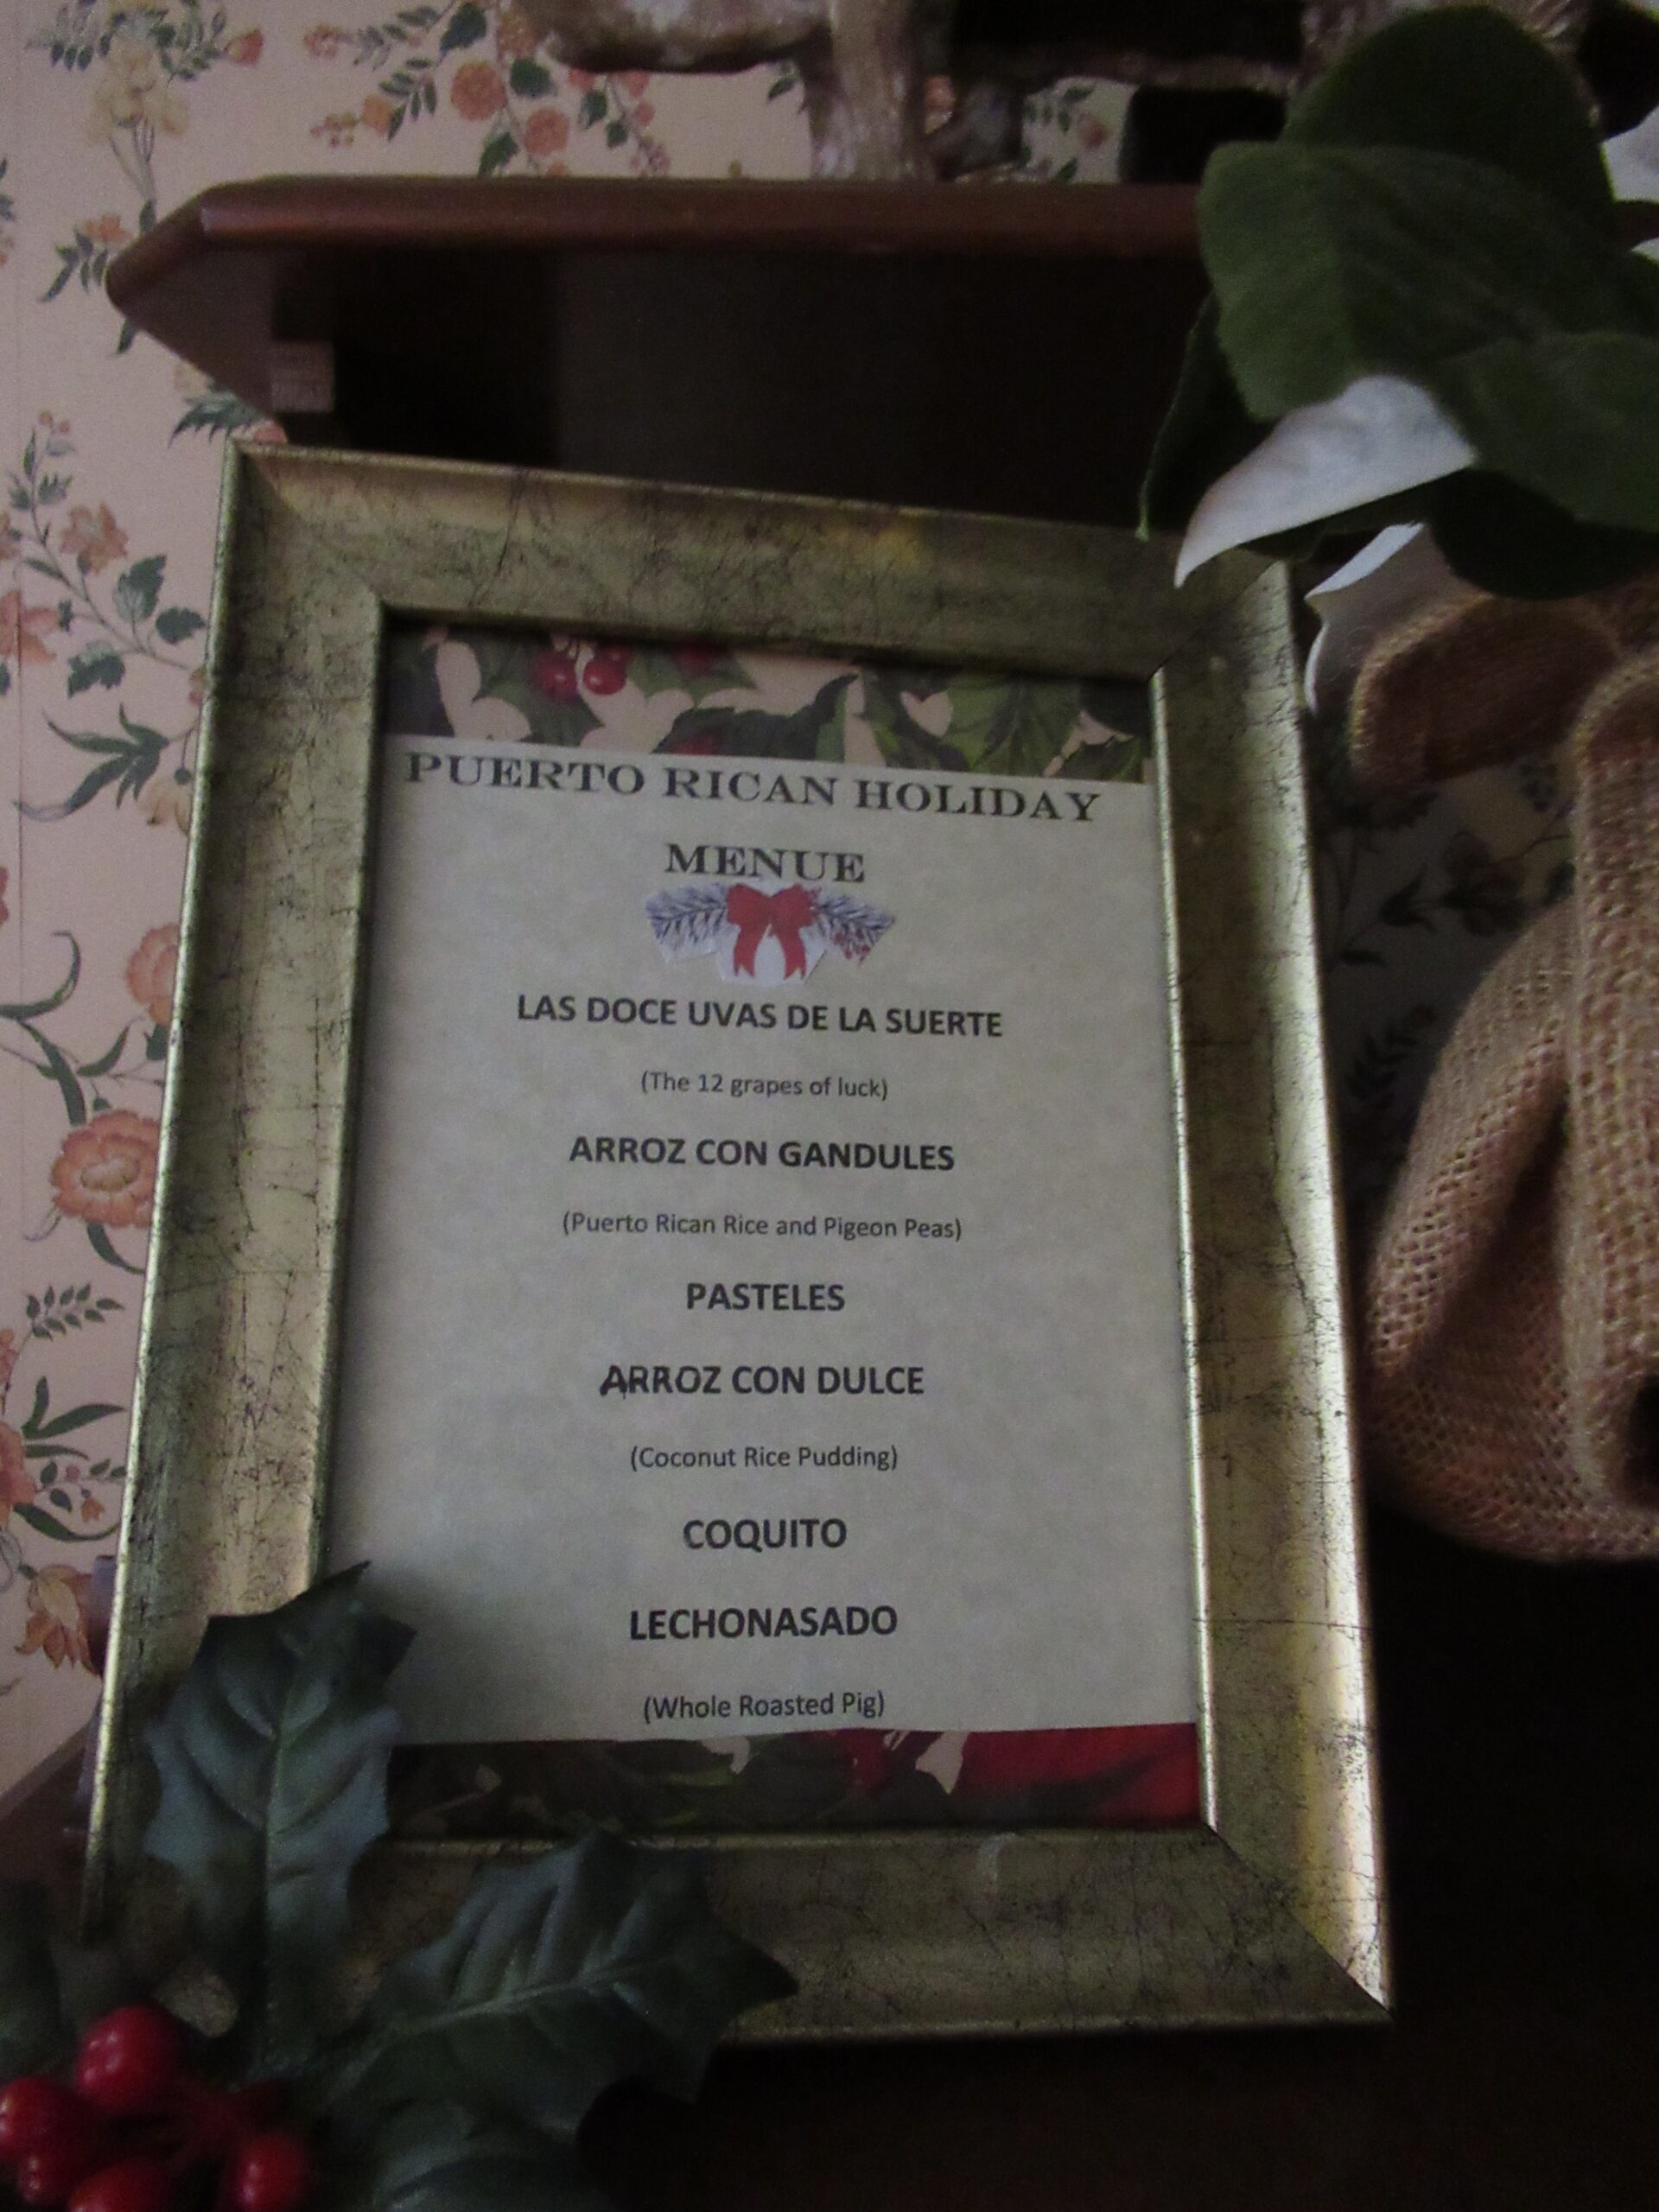 PUERTO RICAN HOLIDAY
MENUE
LAS DOCE UVAS DE LA SUERTE
(The 12 grapes of luck)
ARROZ CON GANDULES
(Puerto Rican Rice and Pigeon Peas)
PASTELES
ARROZ CON DULCE
(Coconut Rice Pudding)
COQUITO
LECHONASADO
(Whole Roasted Pig)